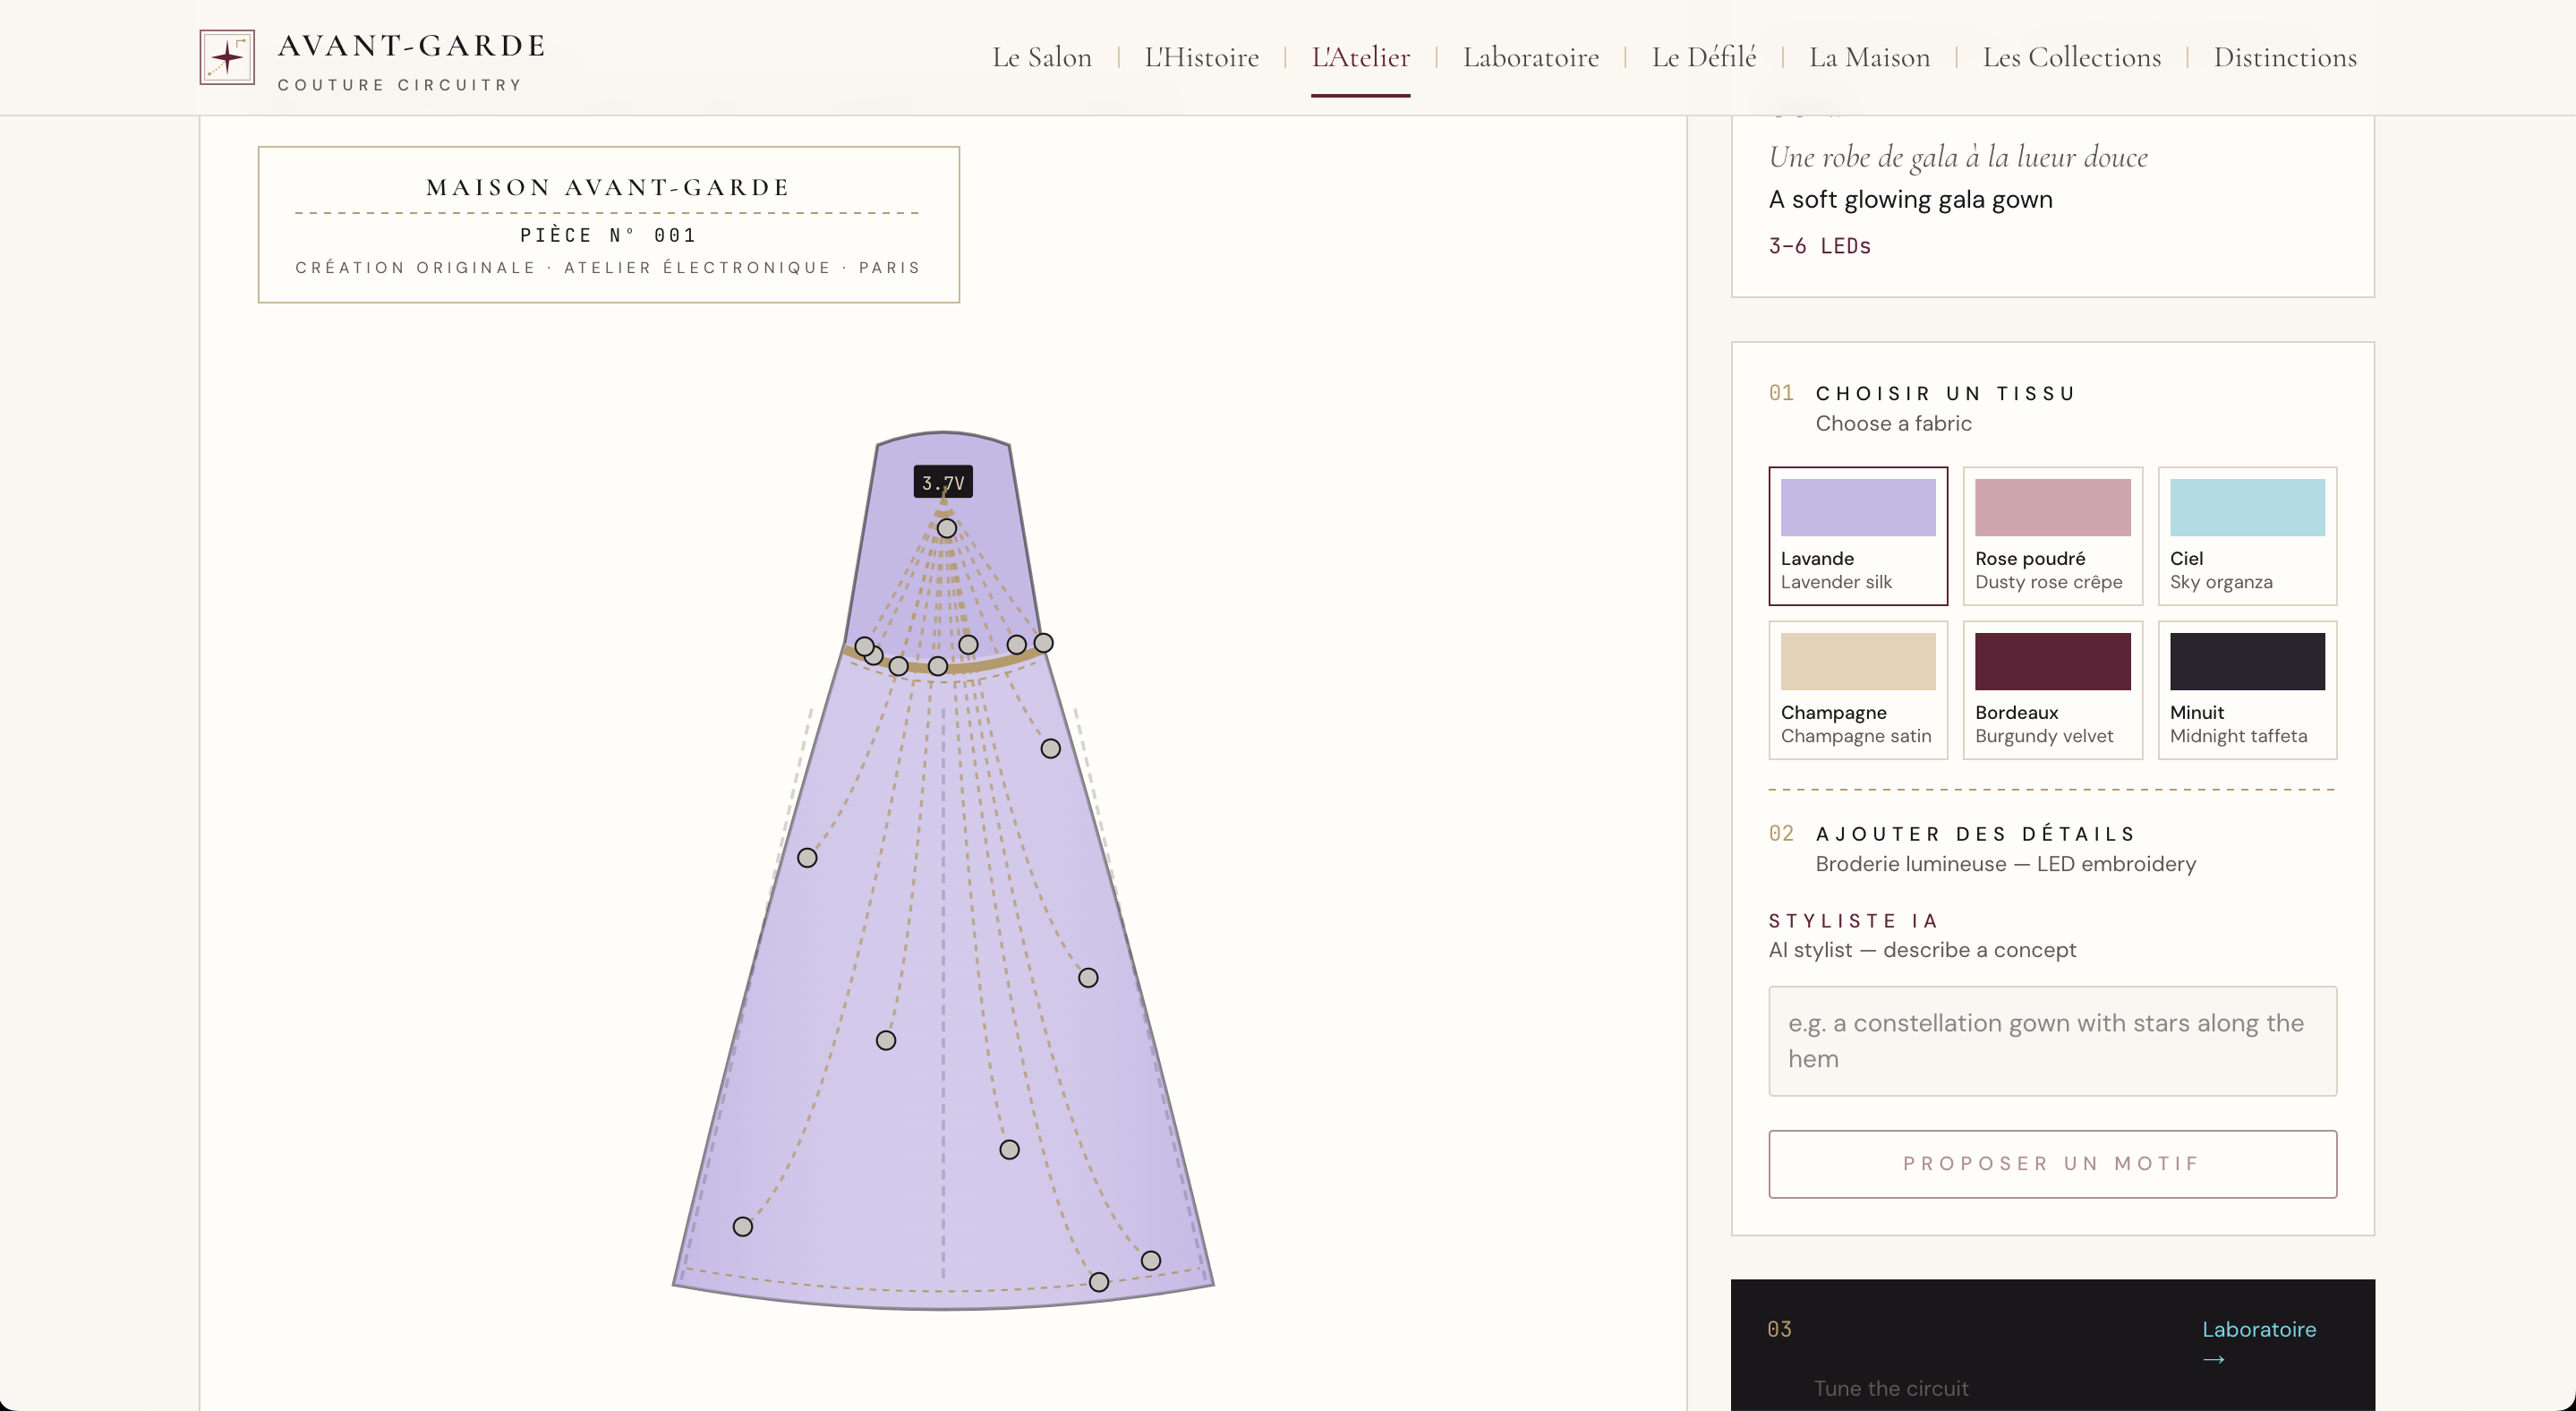 AVANT-GARDE
COUTURE CIRCUITRY
Le Salon
L'Histoire
L'Atelier
Laboratoire
Le Défilé
La Maison
Les Collections
Distinctions
MAISON AVANT-GARDE
PIÈCE N° 001
CRÉATION ORIGINALE · ATELIER ÉLECTRONIQUE · PARIS
3.7V
Une robe de gala à la lueur douce
A soft glowing gala gown
3–6 LEDs
01 CHOISIR UN TISSU
Choose a fabric
Lavande
Lavender silk
Rose poudré
Dusty rose crêpe
Ciel
Sky organza
Champagne
Champagne satin
Bordeaux
Burgundy velvet
Minuit
Midnight taffeta
02 AJOUTER DES DÉTAILS
Broderie lumineuse — LED embroidery
STYLISTE IA
AI stylist — describe a concept
e.g. a constellation gown with stars along the
hem
PROPOSER UN MOTIF
03
Laboratoire
→
Tune the circuit